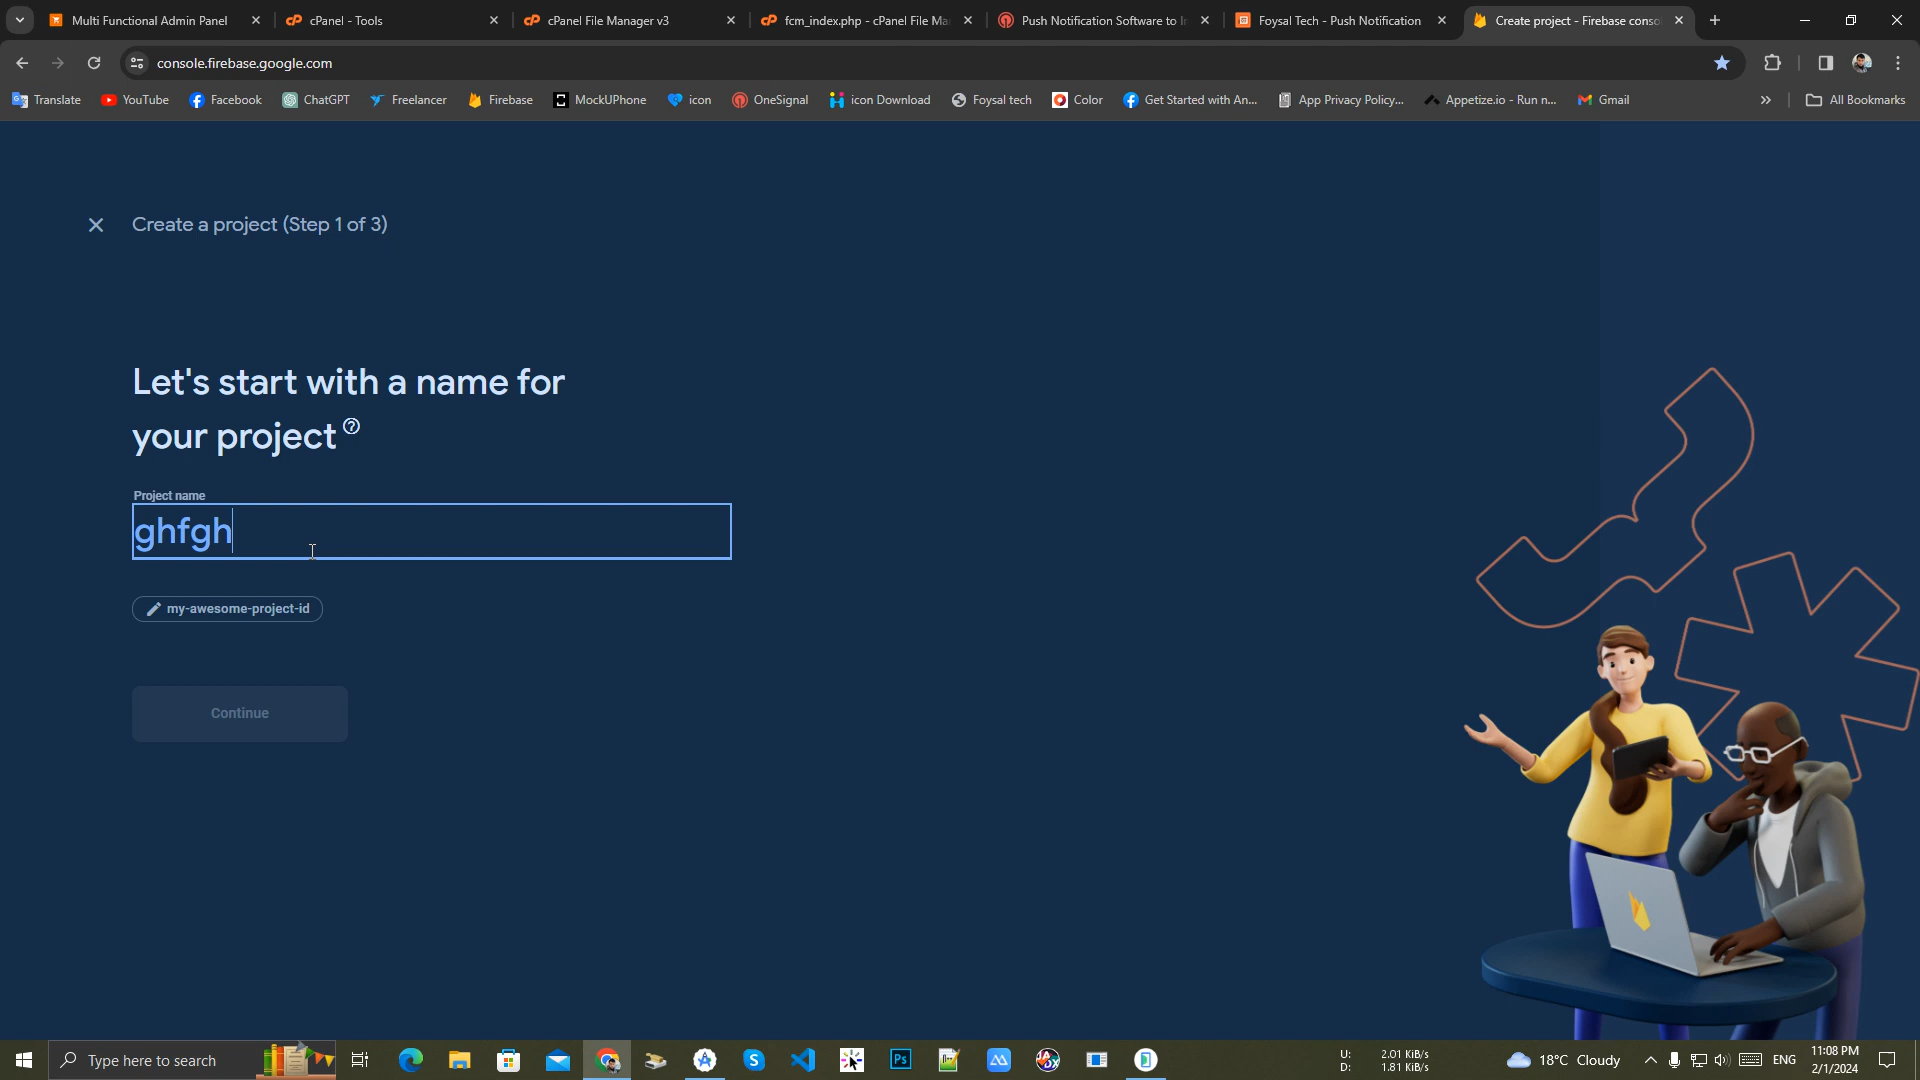 Multi Functional Admin Panel
cPanel - Tools
cPanel File Manager v3
fcm_index.php - cPanel File Ma
Push Notification Software to I
Foysal Tech - Push Notification
Create project - Firebase conso
console.firebase.google.com
Translate
YouTube
Facebook
ChatGPT
Freelancer
Firebase
MockUPhone
icon
OneSignal
icon Download
Foysal tech
Color
Get Started with An...
App Privacy Policy...
Appetize.io - Run n...
Gmail
All Bookmarks
Create a project (Step 1 of 3)
Let's start with a name for
your project
Project name
ghfgh
my-awesome-project-id
Continue
Type here to search
U: 2.01 KiB/s
D: 1.81 KiB/s
18°C Cloudy
ENG
11:08 PM
2/1/2024